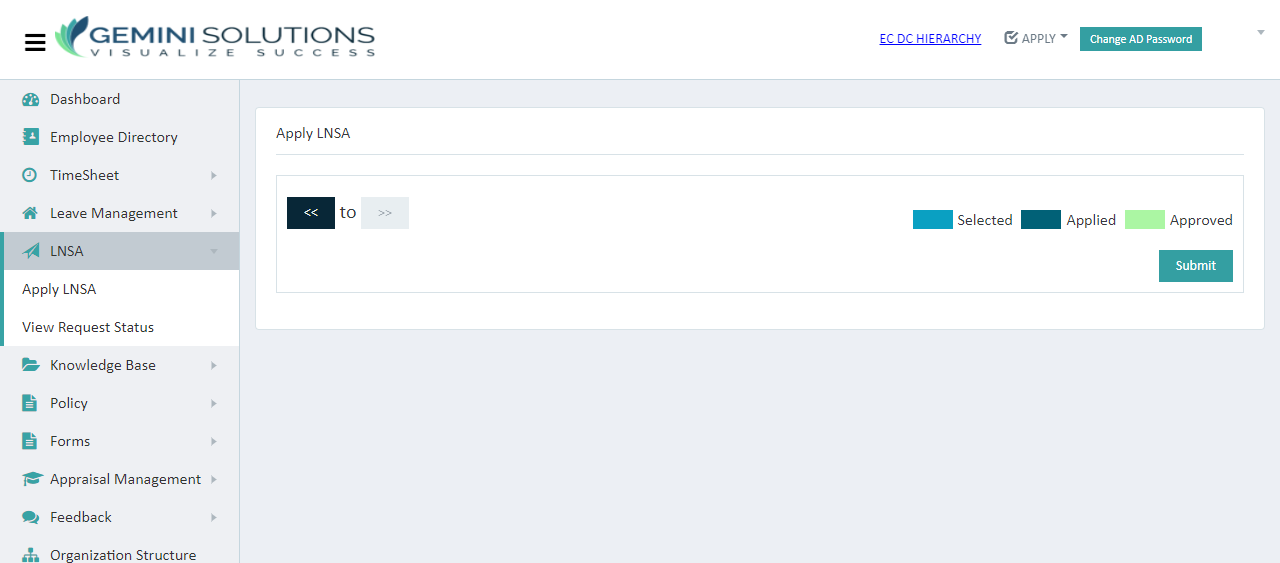 GEMINI SOLUTIONS
VISUALIZE SUCCESS
EC DC HIERARCHY
APPLY
Change AD Password
Dashboard
Employee Directory
TimeSheet
Leave Management
LNSA
Apply LNSA
View Request Status
Knowledge Base
Policy
Forms
Appraisal Management
Feedback
Organization Structure
Apply LNSA
<< to >>
Selected Applied Approved
Submit